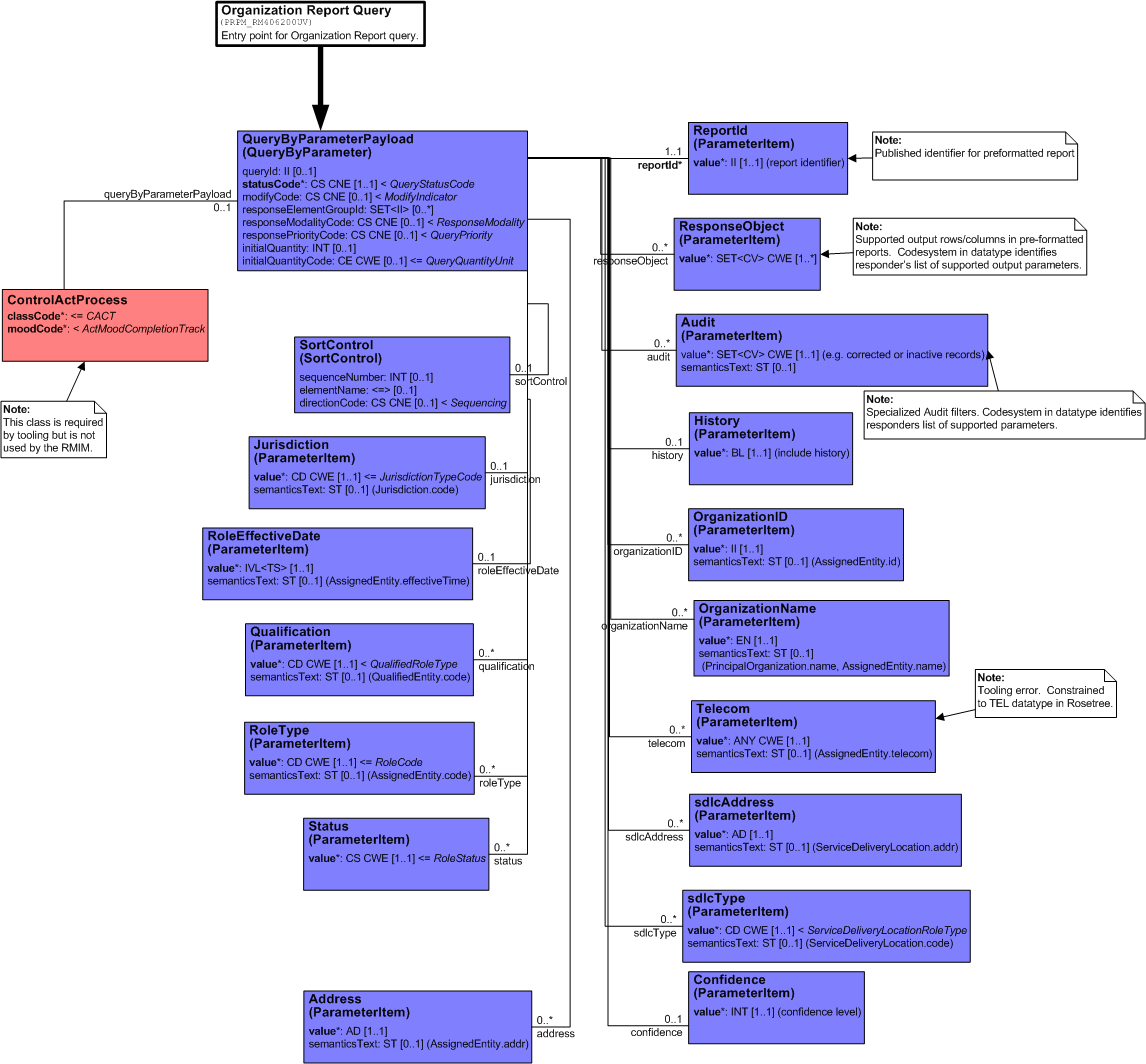 Organization Report Query
(PRPM_RM406200UV)
Entry point for Organization Report query.
QueryByParameterPayload
(QueryByParameter)
queryId: II [0..1]
statusCode*: CS CNE [1..1] < QueryStatusCode
modifyCode: CS CNE [0..1] < ModifyIndicator
responseElementGroupId: SET<II> [0..*]
responseModalityCode: CS CNE [0..1] < ResponseModality
responsePriorityCode: CS CNE [0..1] < QueryPriority
initialQuantity: INT [0..1]
initialQuantityCode: CE CWE [0..1] <= QueryQuantityUnit
queryByParameterPayload
0..1
ControlActProcess
classCode*: <= CACT
moodCode*: < ActMoodCompletionTrack
Note:
This class is required
by tooling but is not
used by the RMIM.
SortControl
(SortControl)
sequenceNumber: INT [0..1]
elementName: <=> [0..1]
directionCode: CS CNE [0..1] < Sequencing
0..1
sortControl
Jurisdiction
(ParameterItem)
value*: CD CWE [1..1] <= JurisdictionTypeCode
semanticsText: ST [0..1] (Jurisdiction.code)
0..1
jurisdiction
RoleEffectiveDate
(ParameterItem)
value*: IVL<TS> [1..1]
semanticsText: ST [0..1] (AssignedEntity.effectiveTime)
0..1
roleEffectiveDate
Qualification
(ParameterItem)
value*: CD CWE [1..1] < QualifiedRoleType
semanticsText: ST [0..1] (QualifiedEntity.code)
0..*
qualification
RoleType
(ParameterItem)
value*: CD CWE [1..1] <= RoleCode
semanticsText: ST [0..1] (AssignedEntity.code)
0..*
roleType
Status
(ParameterItem)
value*: CS CWE [1..1] <= RoleStatus
0..*
status
Address
(ParameterItem)
value*: AD [1..1]
semanticsText: ST [0..1] (AssignedEntity.addr)
0..*
address
1..1
reportId*
ReportId
(ParameterItem)
value*: II [1..1] (report identifier)
Note:
Published identifier for preformatted report
0..*
responseObject
ResponseObject
(ParameterItem)
value*: SET<CV> CWE [1..*]
Note:
Supported output rows/columns in pre-formatted
reports.  Codesystem in datatype identifies
responder's list of supported output parameters.
0..*
audit
Audit
(ParameterItem)
value*: SET<CV> CWE [1..1] (e.g. corrected or inactive records)
semanticsText: ST [0..1]
Note:
Specialized Audit filters. Codesystem in datatype identifies
responders list of supported parameters.
0..1
history
History
(ParameterItem)
value*: BL [1..1] (include history)
0..*
organizationID
OrganizationID
(ParameterItem)
value*: II [1..1]
semanticsText: ST [0..1] (AssignedEntity.id)
0..*
organizationName
OrganizationName
(ParameterItem)
value*: EN [1..1]
semanticsText: ST [0..1]
(PrincipalOrganization.name, AssignedEntity.name)
0..*
telecom
Telecom
(ParameterItem)
value*: ANY CWE [1..1]
semanticsText: ST [0..1] (AssignedEntity.telecom)
Note:
Tooling error.  Constrained
to TEL datatype in Rosetree.
0..*
sdlcAddress
sdlcAddress
(ParameterItem)
value*: AD [1..1]
semanticsText: ST [0..1] (ServiceDeliveryLocation.addr)
0..*
sdlcType
sdlcType
(ParameterItem)
value*: CD CWE [1..1] < ServiceDeliveryLocationRoleType
semanticsText: ST [0..1] (ServiceDeliveryLocation.code)
0..1
confidence
Confidence
(ParameterItem)
value*: INT [1..1] (confidence level)